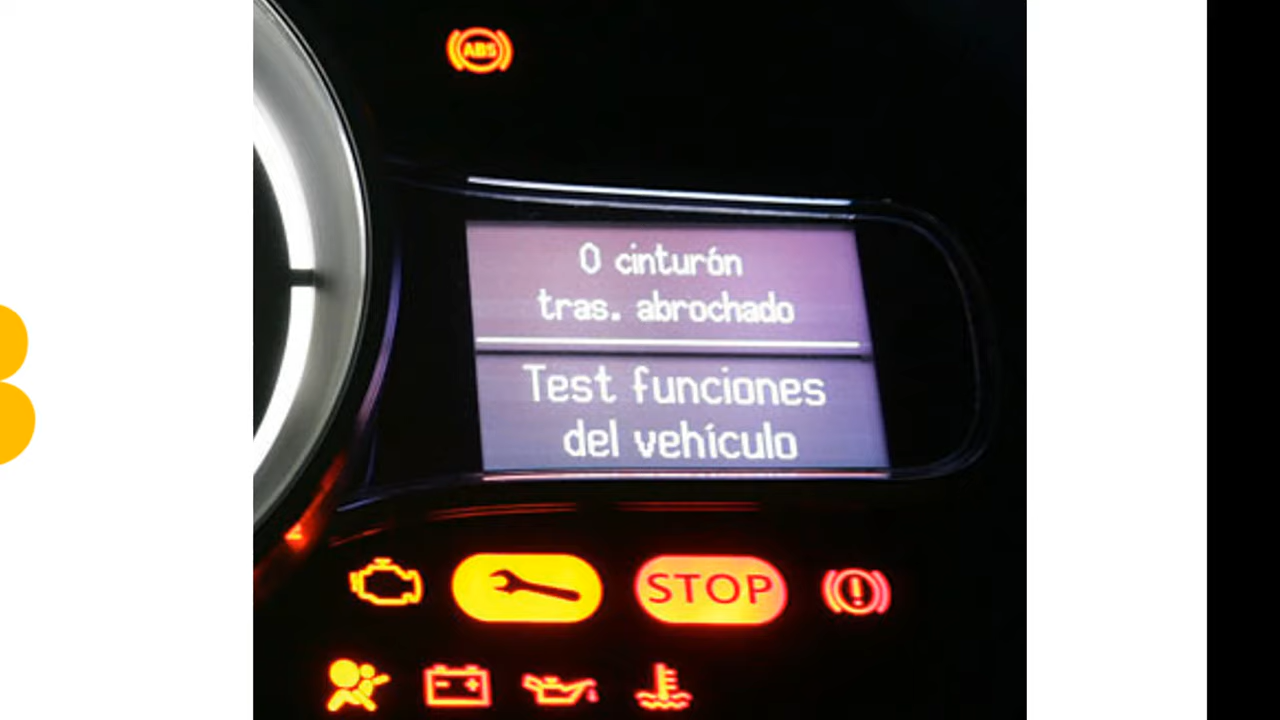 ABS
0 cinturón
tras. abrochado
Test funciones
del vehículo
STOP